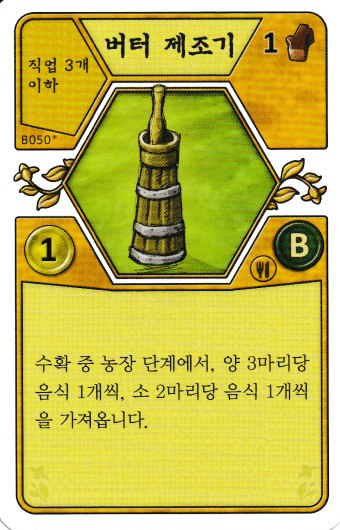 버터 제조기
1
직업 3개
이하
B050*
1
B
수확 중 농장 단계에서, 양 3마리당
음식 1개씩, 소 2마리당 음식 1개씩
을 가져옵니다.